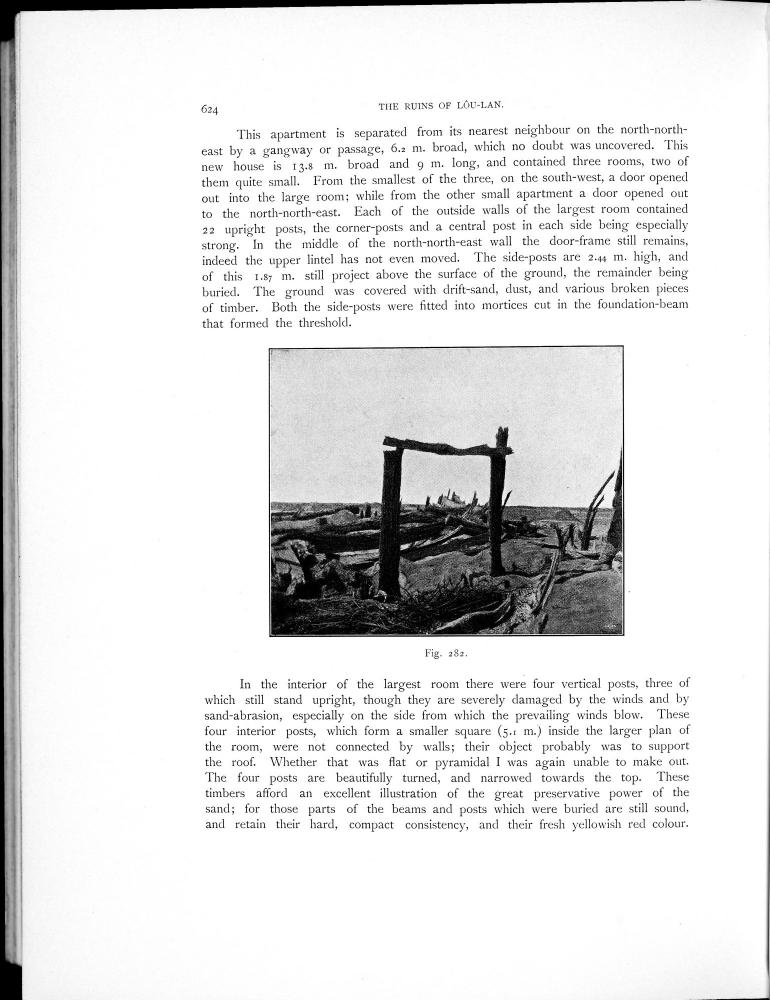 624
THE RUINS OF LÔU-LAN.
This apartment is separated from its nearest neighbour on the north-north-
east by a gangway or passage, 6.2 m. broad, which no doubt was uncovered. This
new house is 13.8 m. broad and 9 m. long, and contained three rooms, two of
them quite small. From the smallest of the three, on the south-west, a door opened
out into the large room; while from the other small apartment a door opened out
to the north-north-east. Each of the outside walls of the largest room contained
22 upright posts, the corner-posts and a central post in each side being especially
strong. In the middle of the north-north-east wall the door-frame still remains,
indeed the upper lintel has not even moved. The side-posts are 2.44 m. high, and
of this 1.87 m. still project above the surface of the ground, the remainder being
buried. The ground was covered with drift-sand, dust, and various broken pieces
of timber. Both the side-posts were fitted into mortices cut in the foundation-beam
that formed the threshold.
Fig. 282.
In the interior of the largest room there were four vertical posts, three of
which still stand upright, though they are severely damaged by the winds and by
sand-abrasion, especially on the side from which the prevailing winds blow. These
four interior posts, which form a smaller square (5.1 m.) inside the larger plan of
the room, were not connected by walls; their object probably was to support
the roof. Whether that was flat or pyramidal I was again unable to make out.
The four posts are beautifully turned, and narrowed towards the top. These
timbers afford an excellent illustration of the great preservative power of the
sand; for those parts of the beams and posts which were buried are still sound,
and retain their hard, compact consistency, and their fresh yellowish red colour.